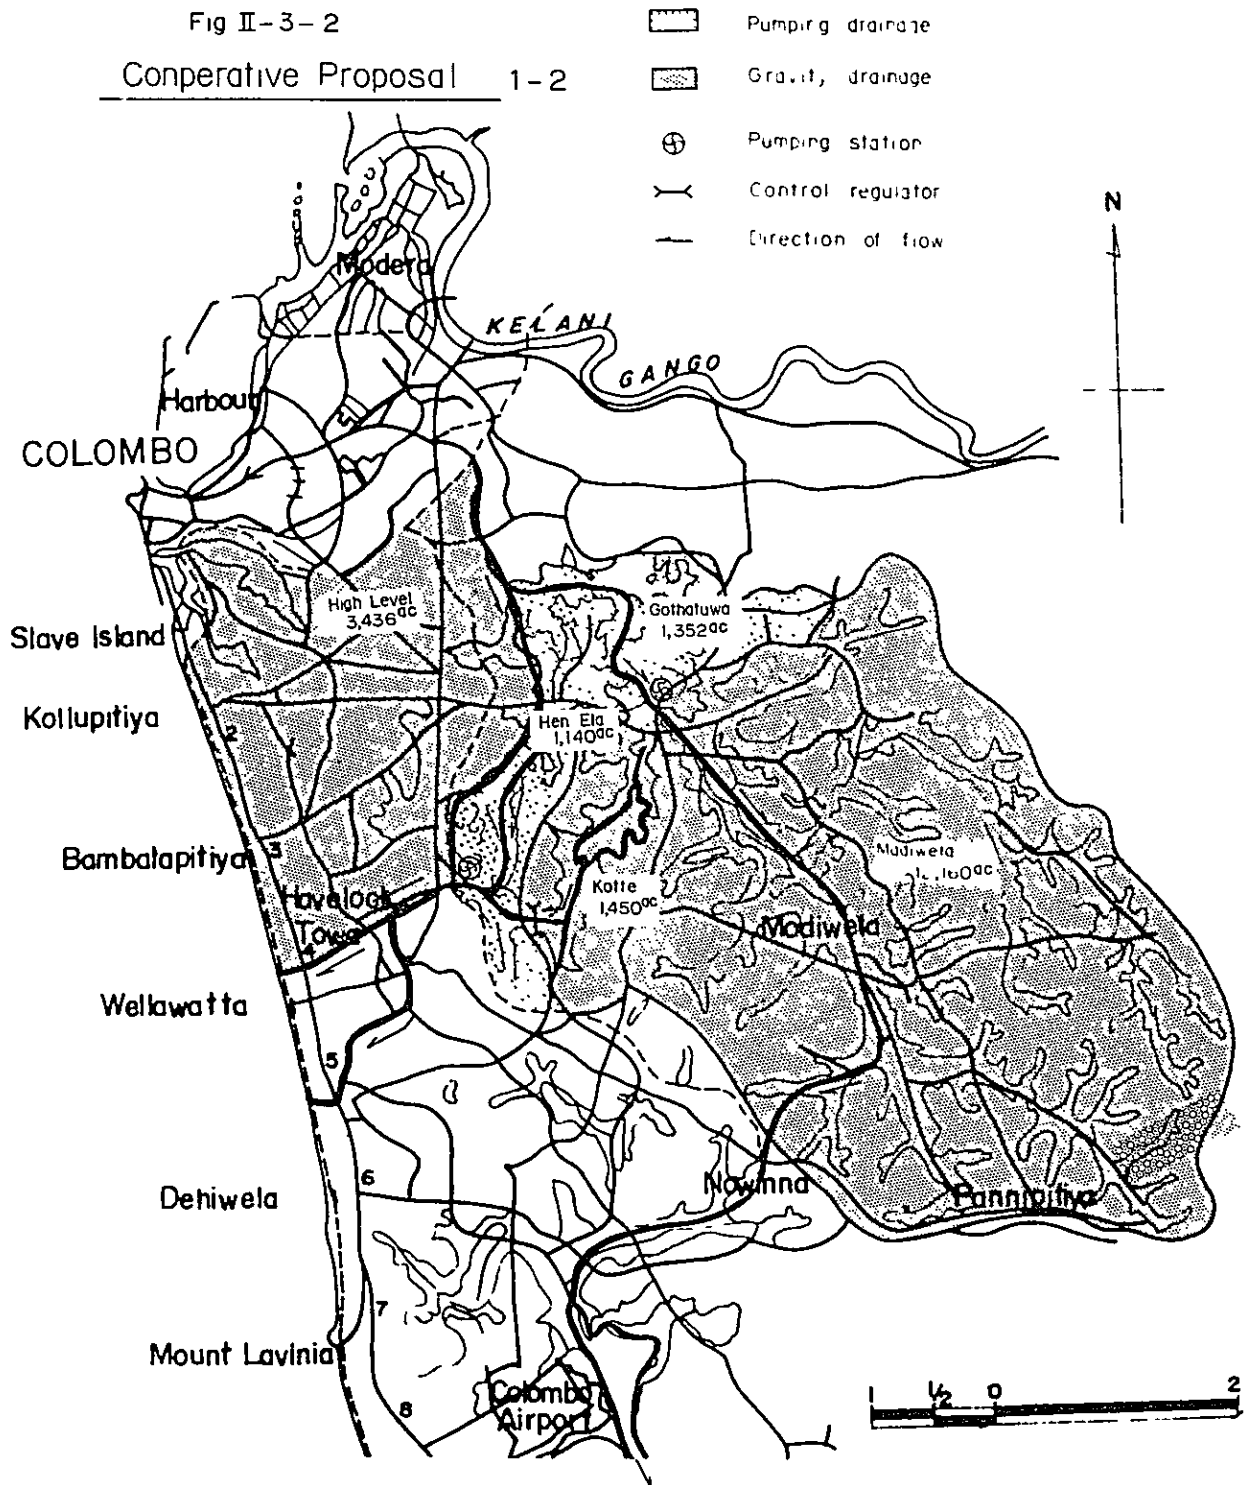 Fig II-3-2
Conperative Proposal 1-2
Pumping drainage
Gravit, drainage
Pumping station
Control regulator
Direction of flow
N
Modera
KELANI
GANGO
Harbour
COLOMBO
High Level
3,436ac
Gothatuwa
1,352ac
Slave Island
Kollupitiya
2
Hen Ela
1,140ac
Bambalapitiya
3
Madiwela
Kotte
1,450ac
Havelock
Town
4
Madiwela
Wellawatta
5
6
Dehiwela
Nowinna
Pannipitiya
7
Mount Lavinia
8
Colombo
Airport
1 1/2 0 2